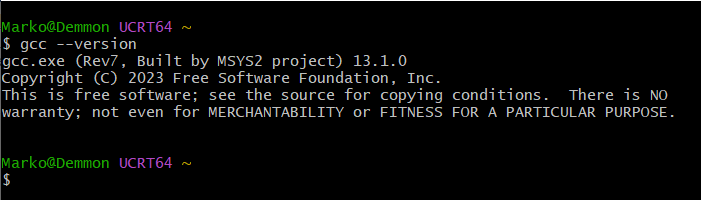 Marko@Demmon UCRT64 ~
$ gcc --version
gcc.exe (Rev7, Built by MSYS2 project) 13.1.0
Copyright (C) 2023 Free Software Foundation, Inc.
This is free software; see the source for copying conditions.  There is NO
warranty; not even for MERCHANTABILITY or FITNESS FOR A PARTICULAR PURPOSE.
Marko@Demmon UCRT64 ~
$